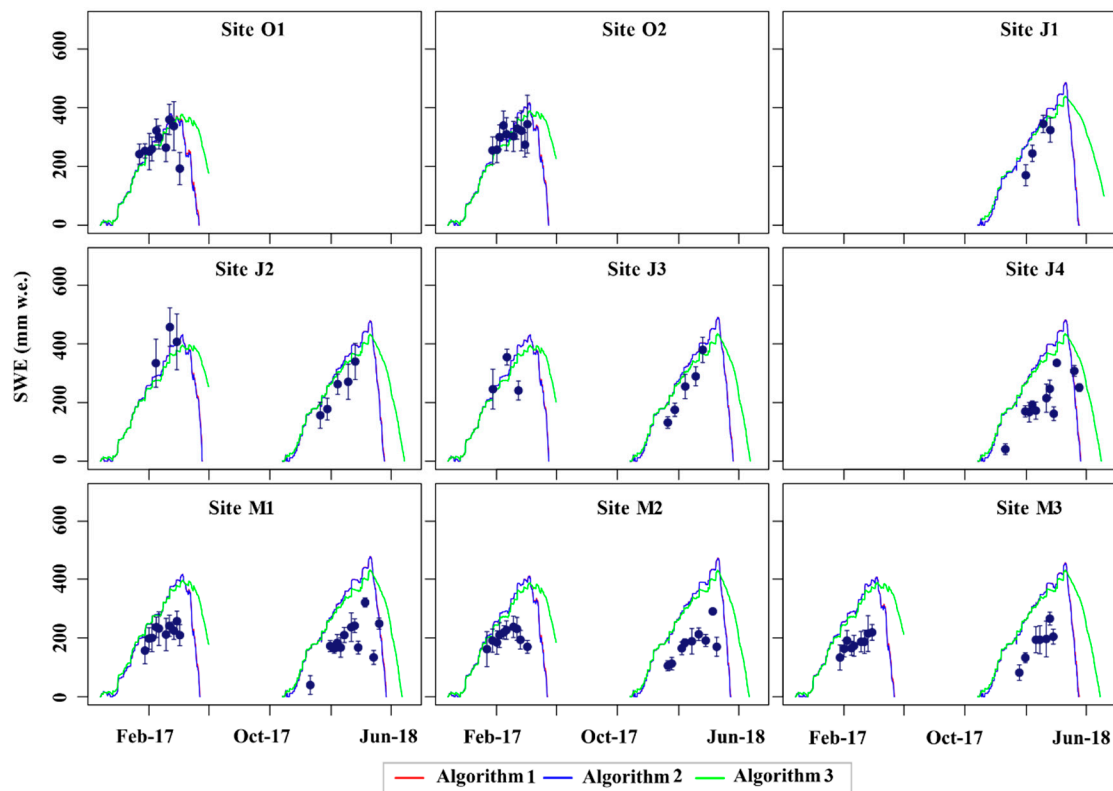 Site O1
Site O2
Site J1
600
400
200
0
Site J2
Site J3
Site J4
600
400
200
0
SWE (mm w.e.)
Site M1
Site M2
Site M3
600
400
200
0
Feb-17 Oct-17 Jun-18 Feb-17 Oct-17 Jun-18 Feb-17 Oct-17 Jun-18
Algorithm 1 Algorithm 2 Algorithm 3